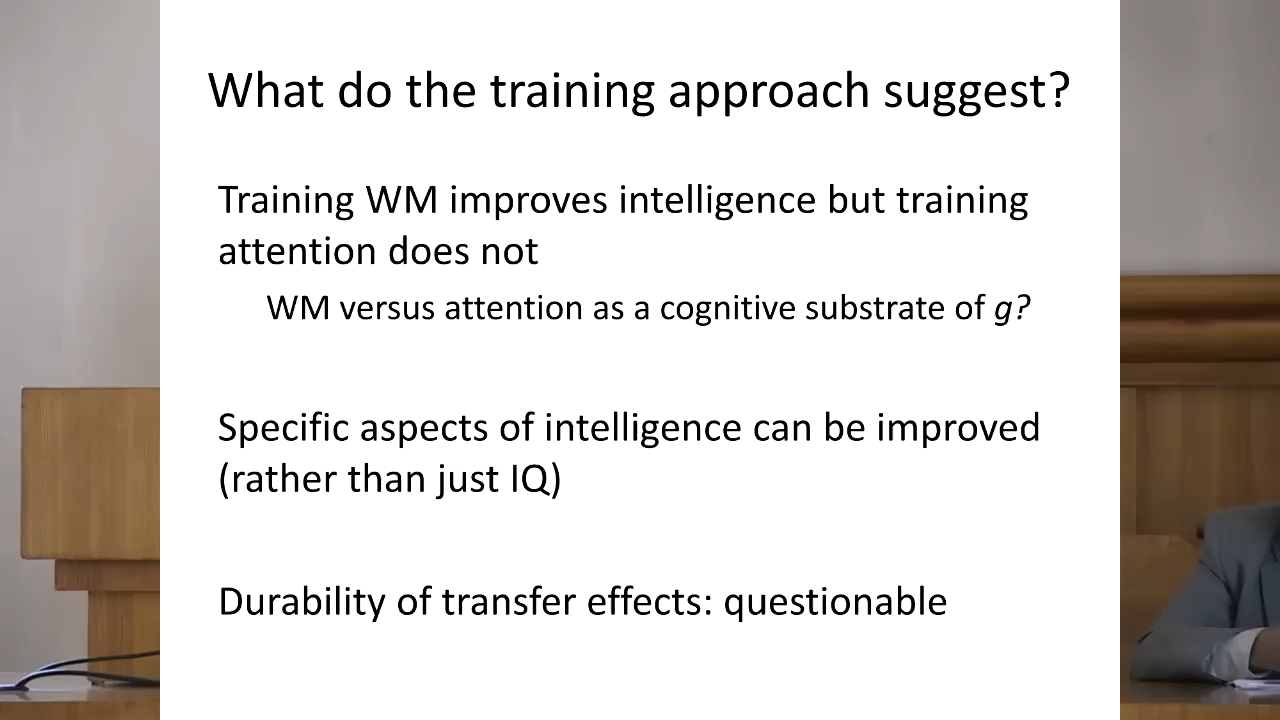 What do the training approach suggest?
Training WM improves intelligence but training
attention does not
WM versus attention as a cognitive substrate of g?
Specific aspects of intelligence can be improved
(rather than just IQ)
Durability of transfer effects: questionable